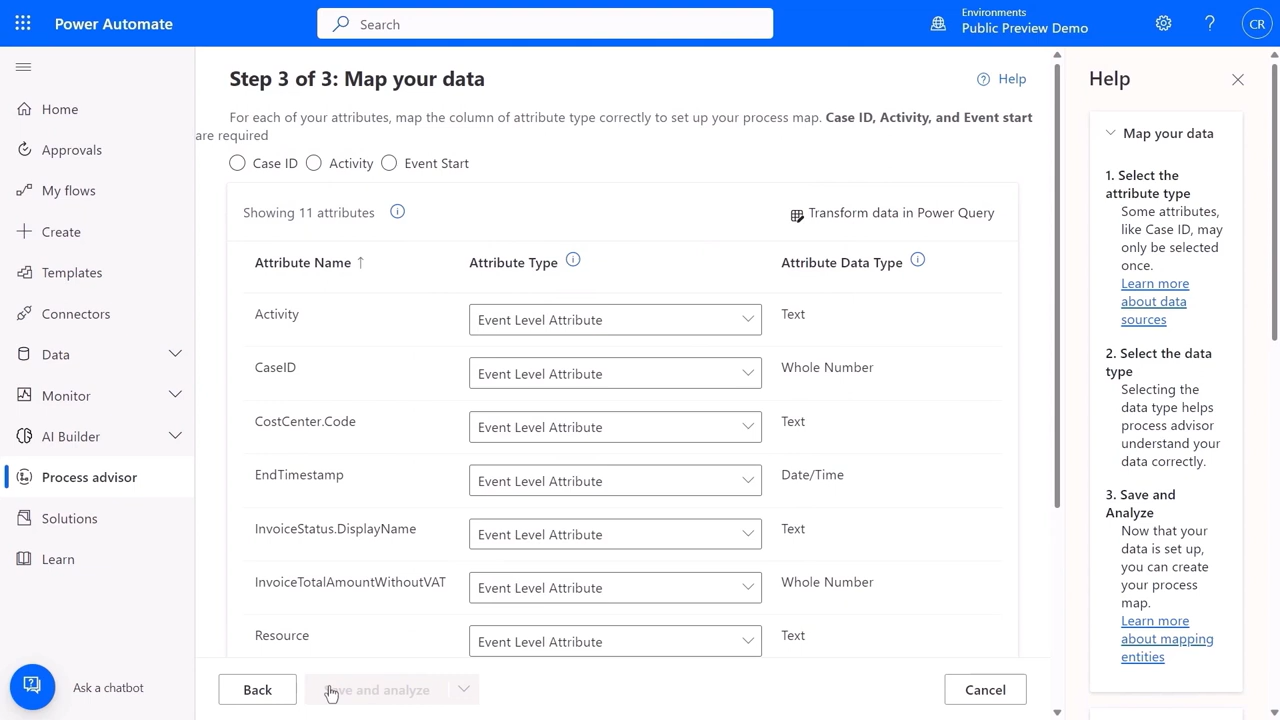 Power Automate
Search
Environments
Public Preview Demo
?
CR
Home
Approvals
My flows
Create
Templates
Connectors
Data
Monitor
AI Builder
Process advisor
Solutions
Learn
Ask a chatbot
Step 3 of 3: Map your data
Help
For each of your attributes, map the column of attribute type correctly to set up your process map. Case ID, Activity, and Event start
are required
Case ID Activity Event Start
Showing 11 attributes
Transform data in Power Query
Attribute Name ↑ Attribute Type Attribute Data Type
Activity Event Level Attribute Text
CaseID Event Level Attribute Whole Number
CostCenter.Code Event Level Attribute Text
EndTimestamp Event Level Attribute Date/Time
InvoiceStatus.DisplayName Event Level Attribute Text
InvoiceTotalAmountWithoutVAT Event Level Attribute Whole Number
Resource Event Level Attribute Text
Back
Save and analyze
Cancel
Help
Map your data
1. Select the
attribute type
Some attributes,
like Case ID, may
only be selected
once.
Learn more
about data
sources
2. Select the data
type
Selecting the
data type helps
process advisor
understand your
data correctly.
3. Save and
Analyze
Now that your
data is set up,
you can create
your process
map.
Learn more
about mapping
entities